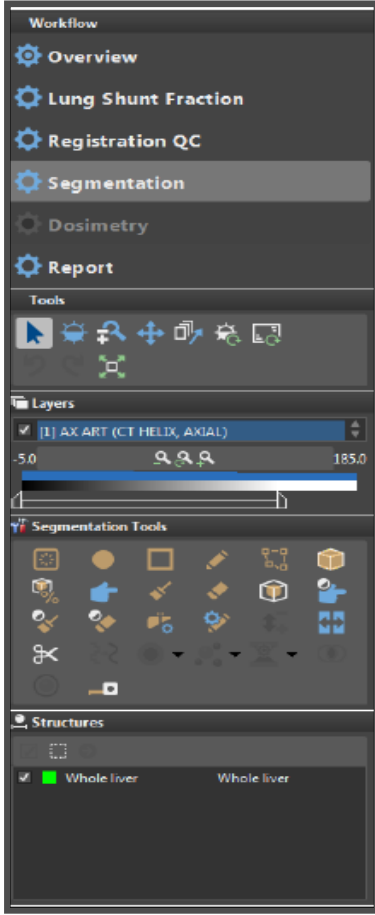 Workflow
Overview
Lung Shunt Fraction
Registration QC
Segmentation
Dosimetry
Report
Tools
Layers
[1] AX ART (CT HELIX, AXIAL)
-5.0 185.0
Segmentation Tools
Structures
Whole liver Whole liver